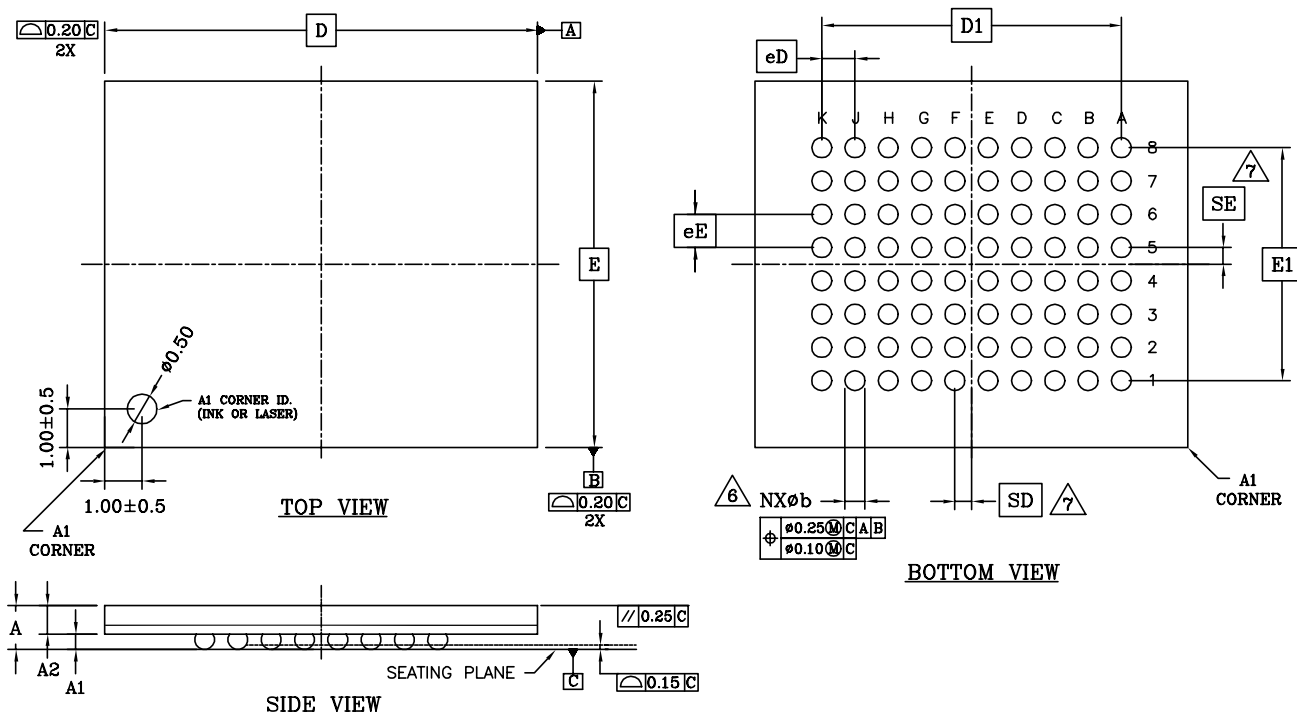 ⌓ 0.20 C
2X
D
A
E
ø0.50
A1 CORNER ID.
(INK OR LASER)
1.00±0.5
1.00±0.5
A1
CORNER
TOP VIEW
B
⌓ 0.20 C
2X
D1
eD
K J H G F E D C B A
8
7
6
5
4
3
2
1
7
SE
eE
E1
6
NXøb
SD
7
⌖ ø0.25 Ⓜ C A B
ø0.10 Ⓜ C
A1
CORNER
BOTTOM VIEW
A
A2
A1
// 0.25 C
SEATING PLANE
C
⌓ 0.15 C
SIDE VIEW